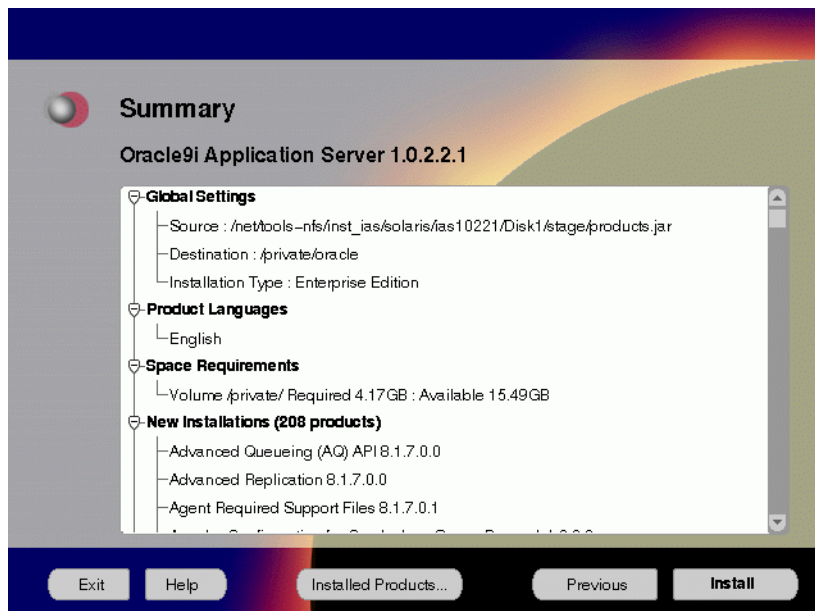 Summary
Oracle9i Application Server 1.0.2.2.1
Global Settings
Source : /net/tools-nfs/inst_ias/solaris/ias10221/Disk1/stage/products.jar
Destination : /private/oracle
Installation Type : Enterprise Edition
Product Languages
English
Space Requirements
Volume /private/ Required 4.17GB : Available 15.49GB
New Installations (208 products)
Advanced Queueing (AQ) API 8.1.7.0.0
Advanced Replication 8.1.7.0.0
Agent Required Support Files 8.1.7.0.1
Exit
Help
Installed Products...
Previous
Install